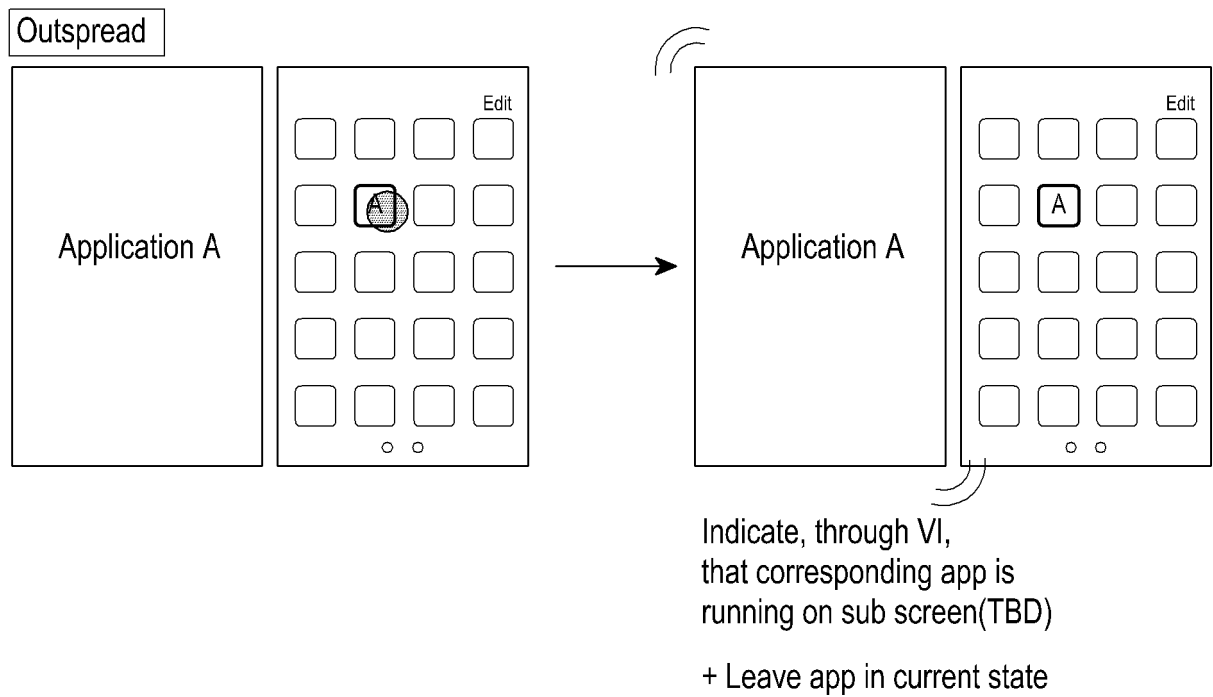 Outspread
Edit
Application A
A
Edit
Application A
A
Indicate, through VI,
that corresponding app is
running on sub screen(TBD)
+ Leave app in current state